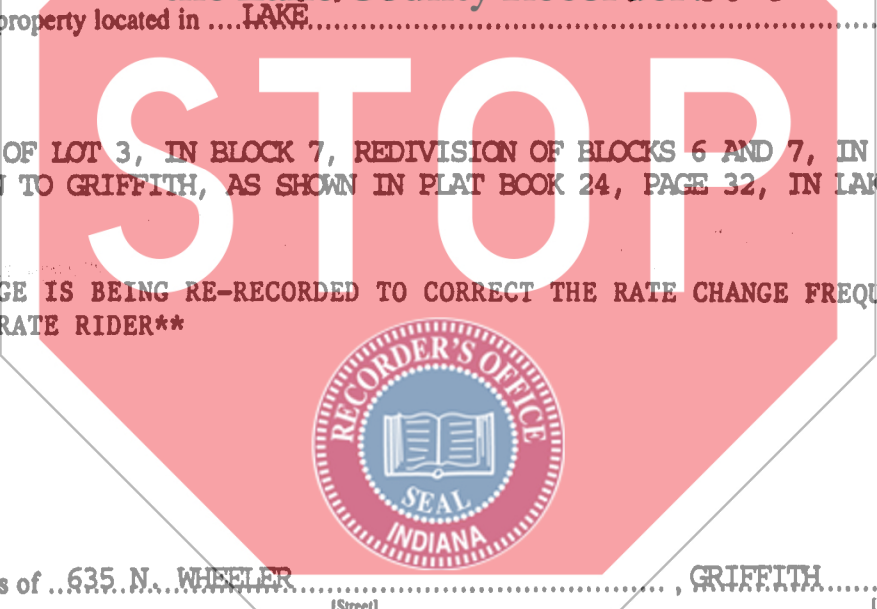 property located in ....LAKE
STOP
OF LOT 3, IN BLOCK 7, REDIVISION OF BLOCKS 6 AND 7, IN
TO GRIFFITH, AS SHOWN IN PLAT BOOK 24, PAGE 32, IN LAK
GE IS BEING RE-RECORDED TO CORRECT THE RATE CHANGE FREQU
RATE RIDER**
RECORDER'S OFFICE
SEAL
INDIANA
s of ..635 N. WHEELER , GRIFFITH
[Street]